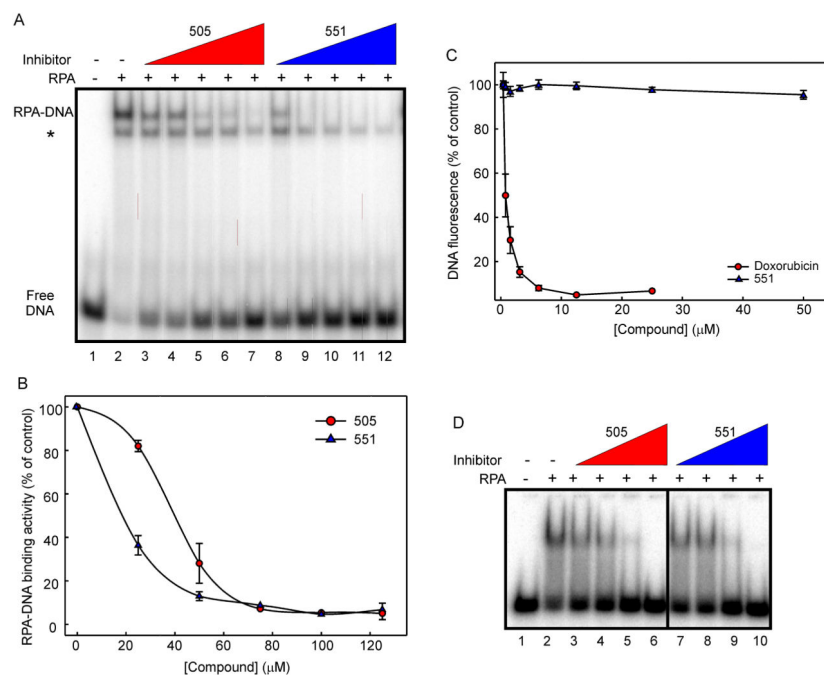 A
505
551
Inhibitor - -
RPA - + + + + + + + + + + +
RPA-DNA
*
Free
DNA
1 2 3 4 5 6 7 8 9 10 11 12
B
RPA-DNA binding activity (% of control)
100
80
60
40
20
0
505
551
0 20 40 60 80 100 120
[Compound] (μM)
C
DNA fluorescence (% of control)
100
80
60
40
20
Doxorubicin
551
0 10 20 30 40 50
[Compound] (μM)
D
505
551
Inhibitor - -
RPA - + + + + + + + + +
1 2 3 4 5 6 7 8 9 10